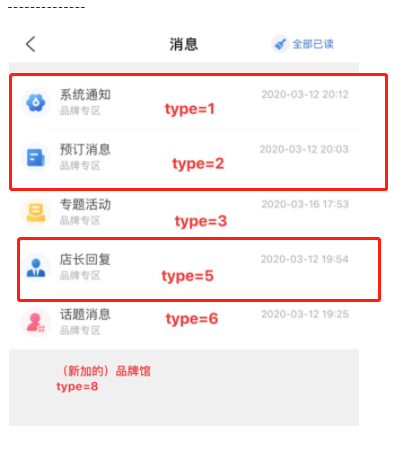 --------------
消息
全部已读
系统通知
2020-03-12 20:12
品牌专区
type=1
预订消息
2020-03-12 20:03
品牌专区
type=2
专题活动
2020-03-16 17:53
品牌专区
type=3
店长回复
2020-03-12 19:54
品牌专区
type=5
话题消息
2020-03-12 19:25
品牌专区
type=6
（新加的）品牌馆
type=8